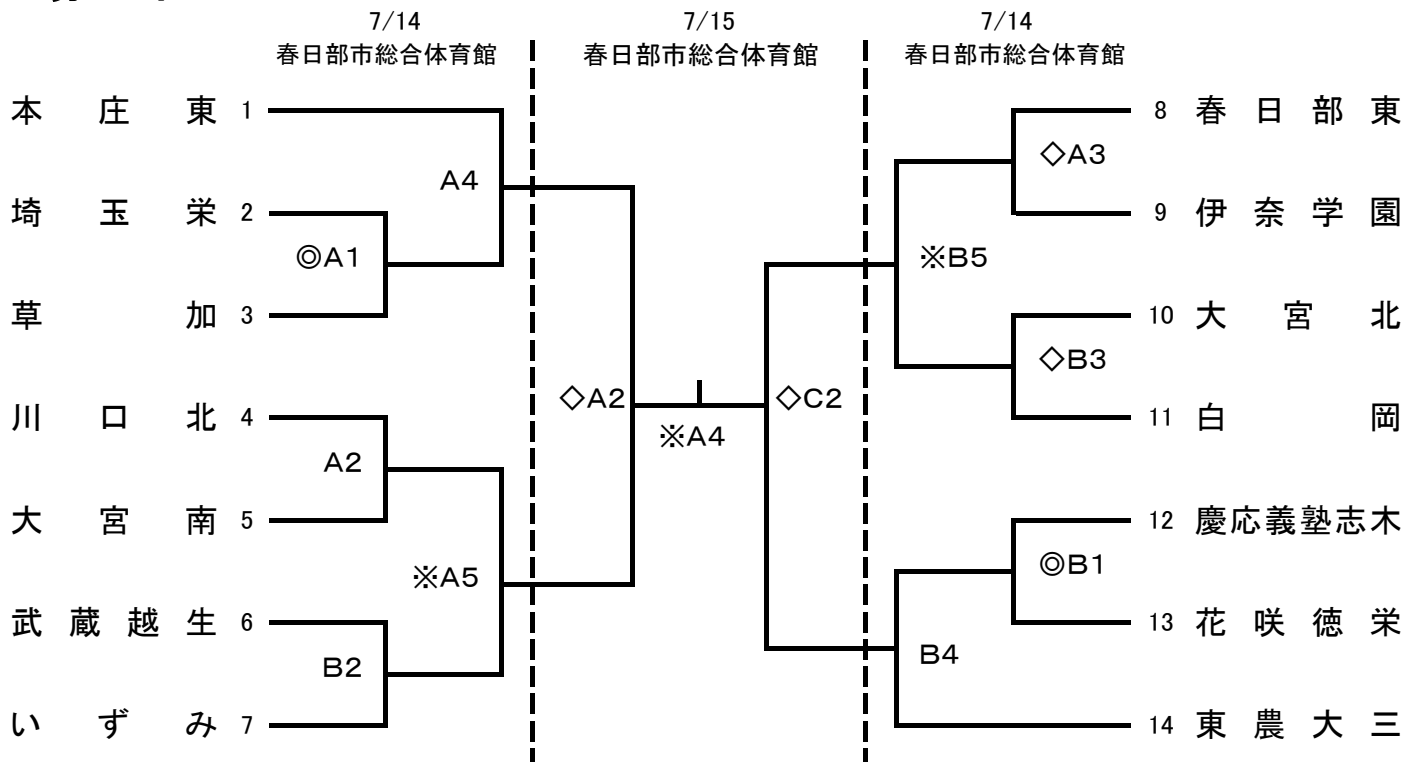 7/14
春日部市総合体育館
7/15
春日部市総合体育館
7/14
春日部市総合体育館
本庄東 1
埼玉栄 2
草加 3
川口北 4
大宮南 5
武蔵越生 6
いずみ 7
A4
◎A1
A2
※A5
B2
◇A2
※A4
◇C2
8 春日部東
9 伊奈学園
10 大宮北
11 白岡
12 慶応義塾志木
13 花咲徳栄
14 東農大三
◇A3
※B5
◇B3
◎B1
B4